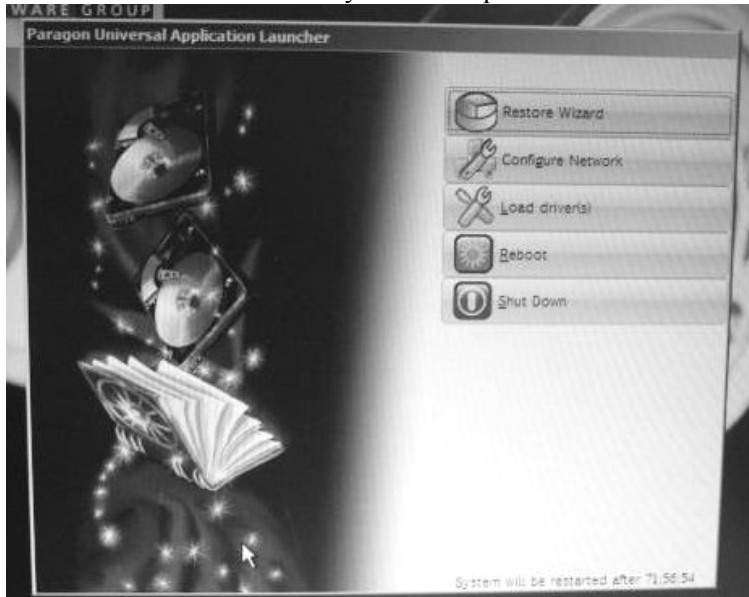 WARE GROUP
Paragon Universal Application Launcher
Restore Wizard
Configure Network
Load driver(s)
Reboot
Shut Down
System will be restarted after 71:56:54